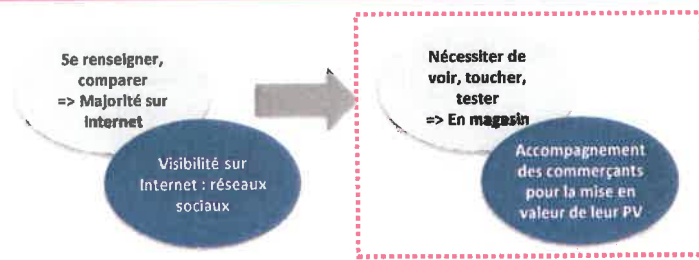 Se renseigner,
comparer
=> Majorité sur
Internet
Visibilité sur
Internet : réseaux
sociaux
Nécessiter de
voir, toucher,
tester
=> En magasin
Accompagnement
des commerçants
pour la mise en
valeur de leur PV